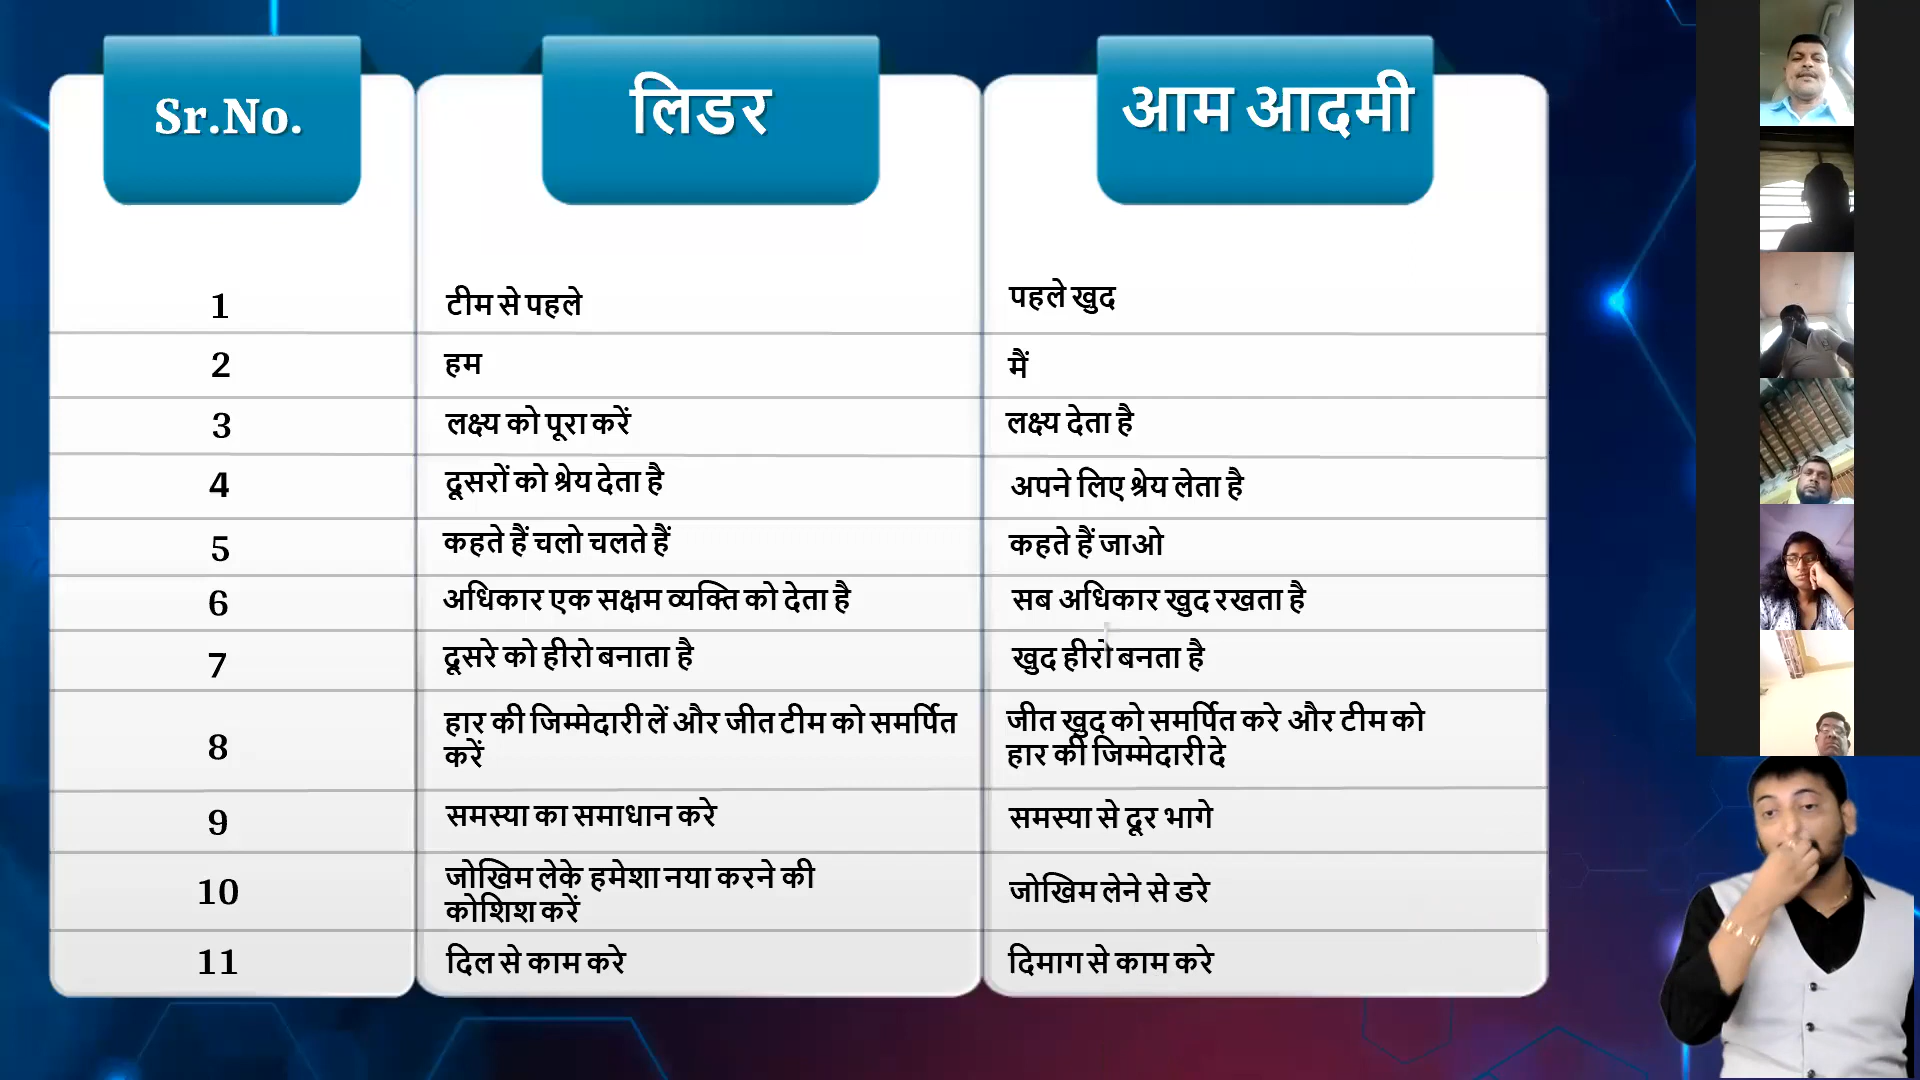 Sr.No. लिडर आम आदमी
1 टीम से पहले पहले खुद
2 हम मैं
3 लक्ष्य को पूरा करें लक्ष्य देता है
4 दूसरों को श्रेय देता है अपने लिए श्रेय लेता है
5 कहते हैं चलो चलते हैं कहते हैं जाओ
6 अधिकार एक सक्षम व्यक्ति को देता है सब अधिकार खुद रखता है
7 दूसरे को हीरो बनाता है खुद हीरो बनता है
8 हार की जिम्मेदारी लें और जीत टीम को समर्पित
करें
जीत खुद को समर्पित करे और टीम को
हार की जिम्मेदारी दे
9 समस्या का समाधान करे समस्या से दूर भागे
10 जोखिम लेके हमेशा नया करने की
कोशिश करें
जोखिम लेने से डरे
11 दिल से काम करे दिमाग से काम करे